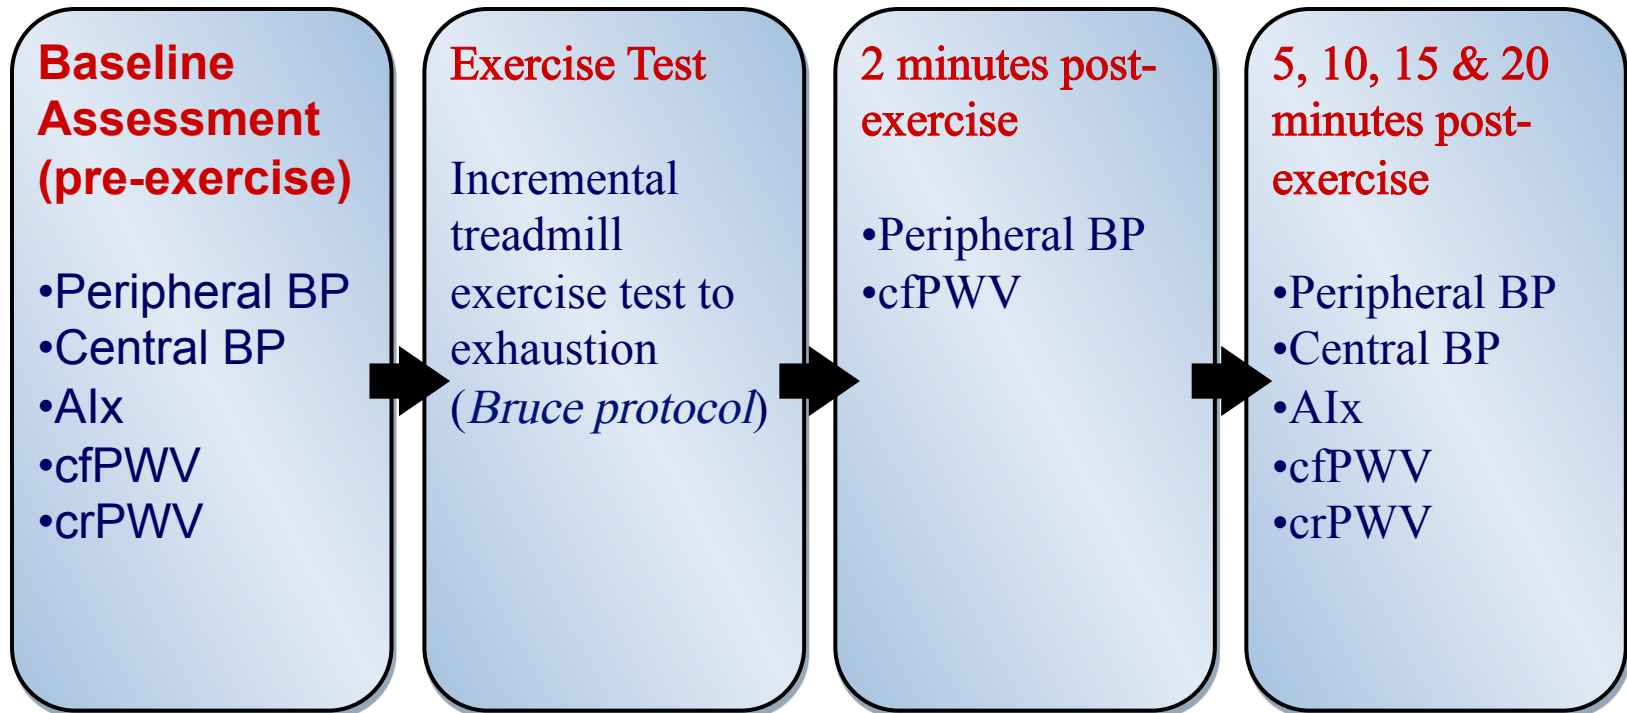 Baseline
Assessment
(pre-exercise)
•Peripheral BP
•Central BP
•AIx
•cfPWV
•crPWV
Exercise Test
Incremental
treadmill
exercise test to
exhaustion
(Bruce protocol)
2 minutes post-
exercise
•Peripheral BP
•cfPWV
5, 10, 15 & 20
minutes post-
exercise
•Peripheral BP
•Central BP
•AIx
•cfPWV
•crPWV